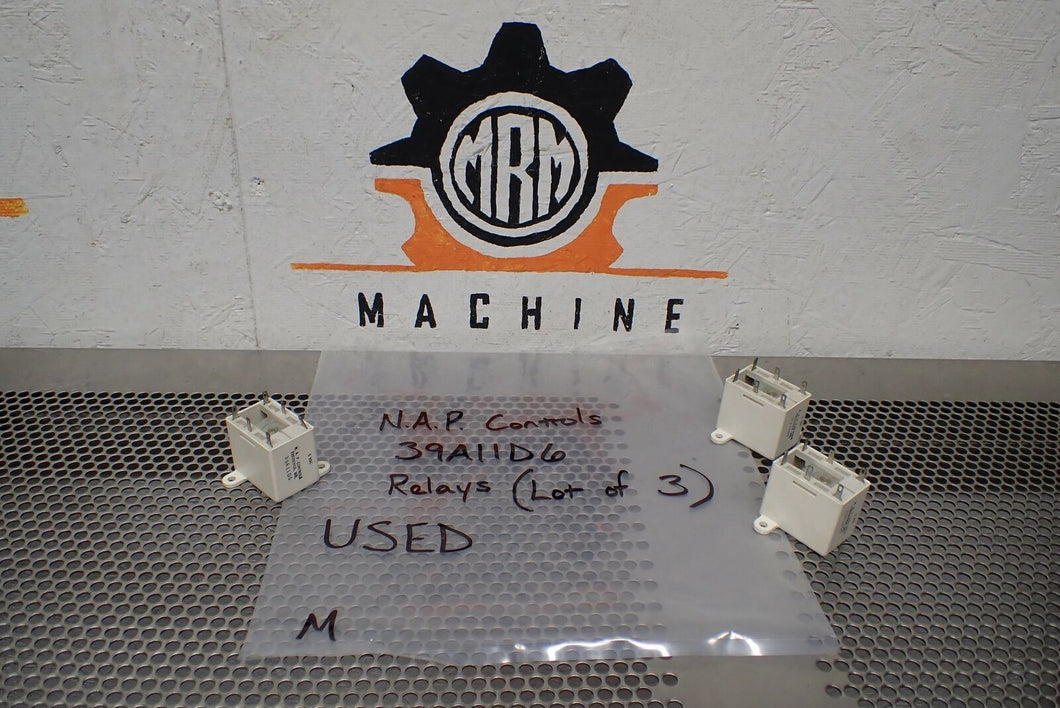 MRM
MACHINE
N.A.P. Controls
39A11D6
Relays (Lot of 3)
USED
M